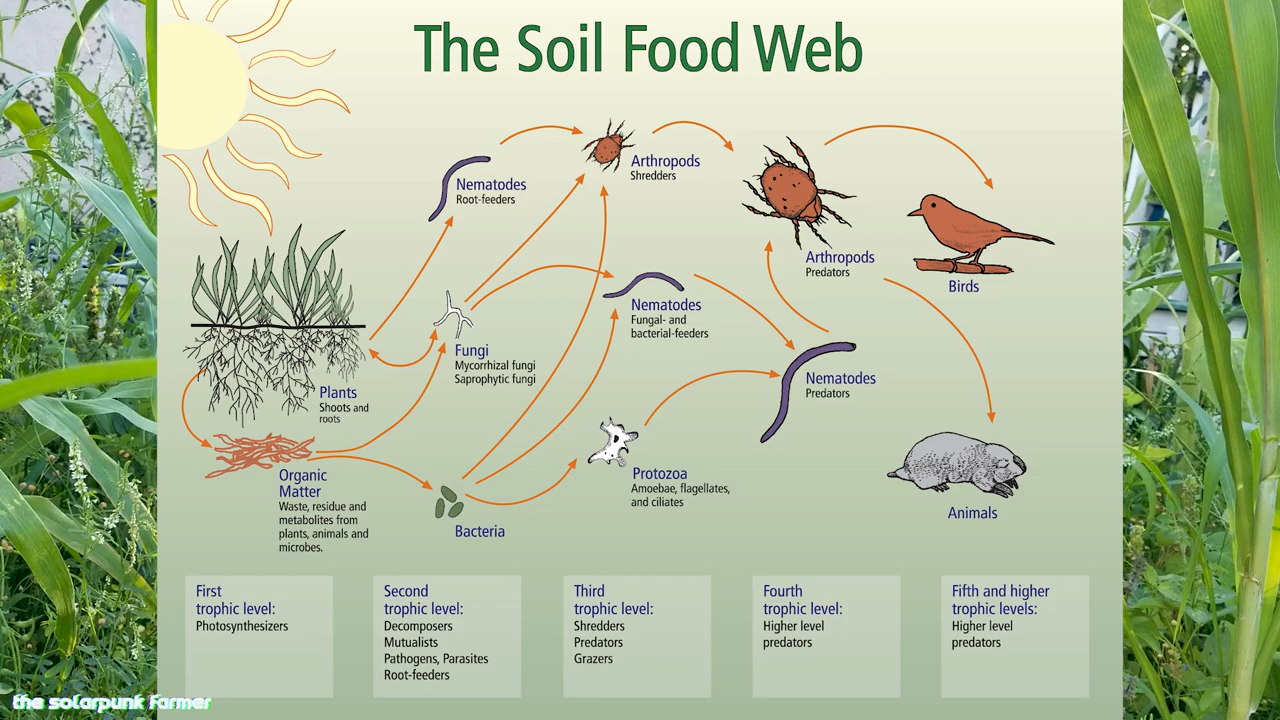 The Soil Food Web
Nematodes
Root-feeders
Arthropods
Shredders
Arthropods
Predators
Birds
Nematodes
Fungal- and
bacterial-feeders
Fungi
Mycorrhizal fungi
Saprophytic fungi
Nematodes
Predators
Plants
Shoots and
roots
Organic
Matter
Waste, residue and
metabolites from
plants, animals and
microbes.
Bacteria
Protozoa
Amoebae, flagellates,
and ciliates
Animals
First
trophic level:
Photosynthesizers
Second
trophic level:
Decomposers
Mutualists
Pathogens, Parasites
Root-feeders
Third
trophic level:
Shredders
Predators
Grazers
Fourth
trophic level:
Higher level
predators
Fifth and higher
trophic levels:
Higher level
predators
the solarpunk farmer